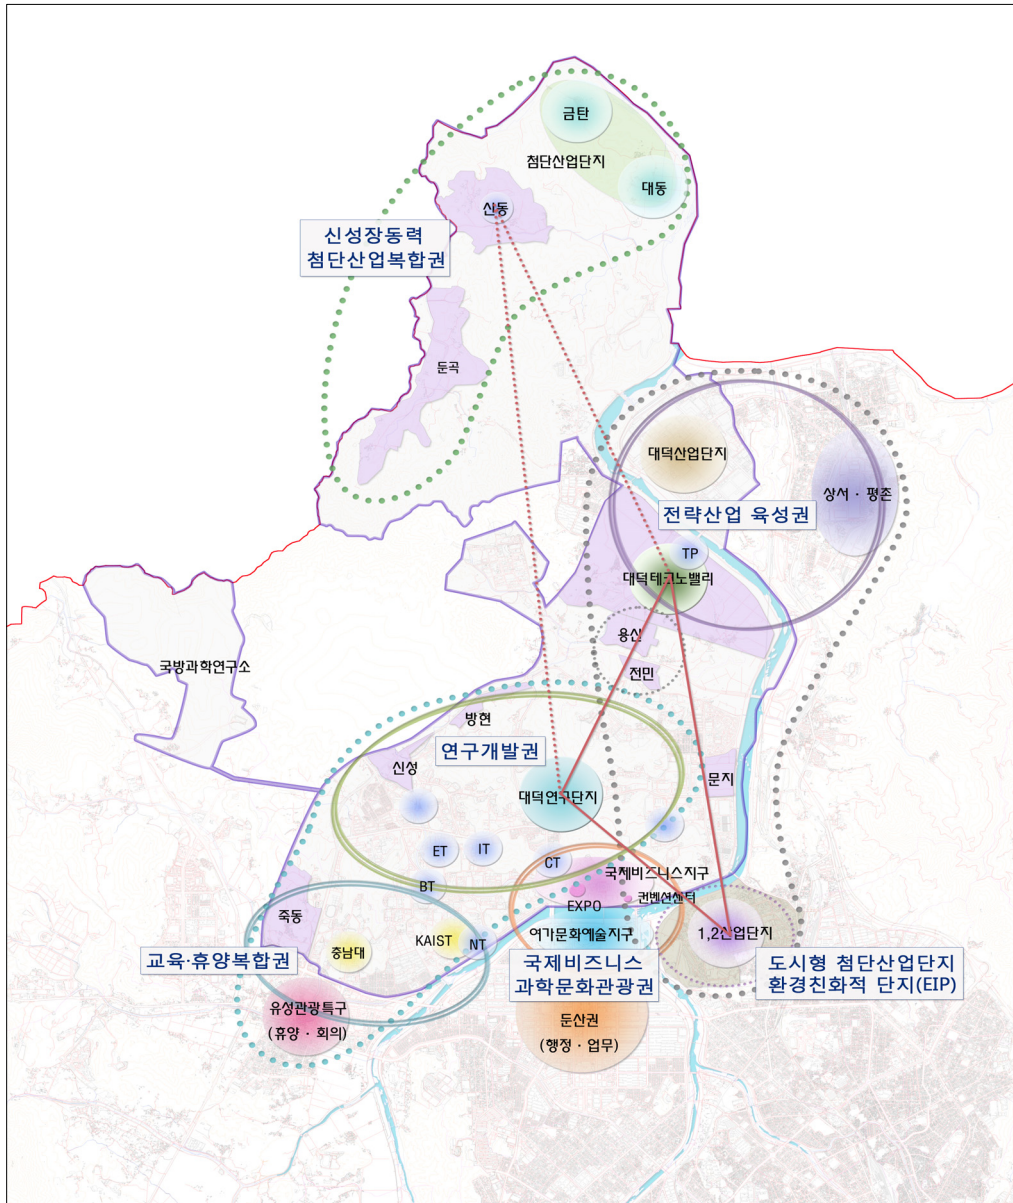 금탄
첨단산업단지
대동
신동
신성장동력
첨단산업복합권
둔곡
대덕산업단지
상서 · 평촌
전략산업 육성권
TP
대덕테크노밸리
용산
전민
국방과학연구소
방현
연구개발권
신성
문지
대덕연구단지
ET
IT
CT
BT
국제비즈니스지구
컨벤션센터
EXPO
죽동
KAIST
NT
여가문화예술지구
1,2산업단지
충남대
교육·휴양복합권
국제비즈니스
과학문화관광권
도시형 첨단산업단지
환경친화적 단지(EIP)
유성관광특구
(휴양 · 회의)
둔산권
(행정 · 업무)